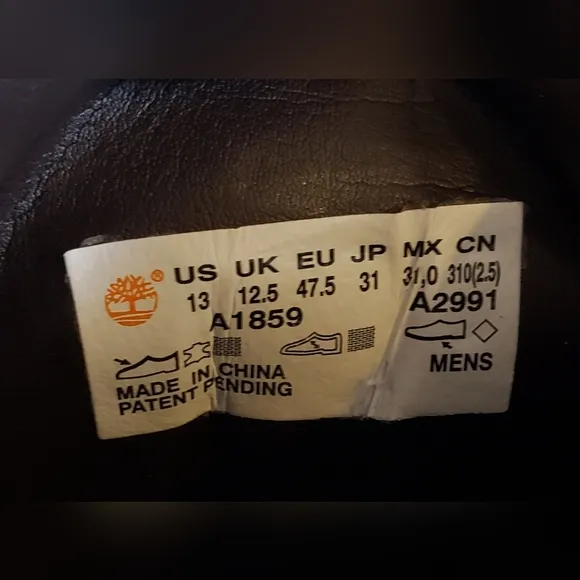 ® US UK EU JP MX CN
13 12.5 47.5 31 31,0 310(2.5)
A1859 A2991
MADE IN CHINA MENS
PATENT PENDING